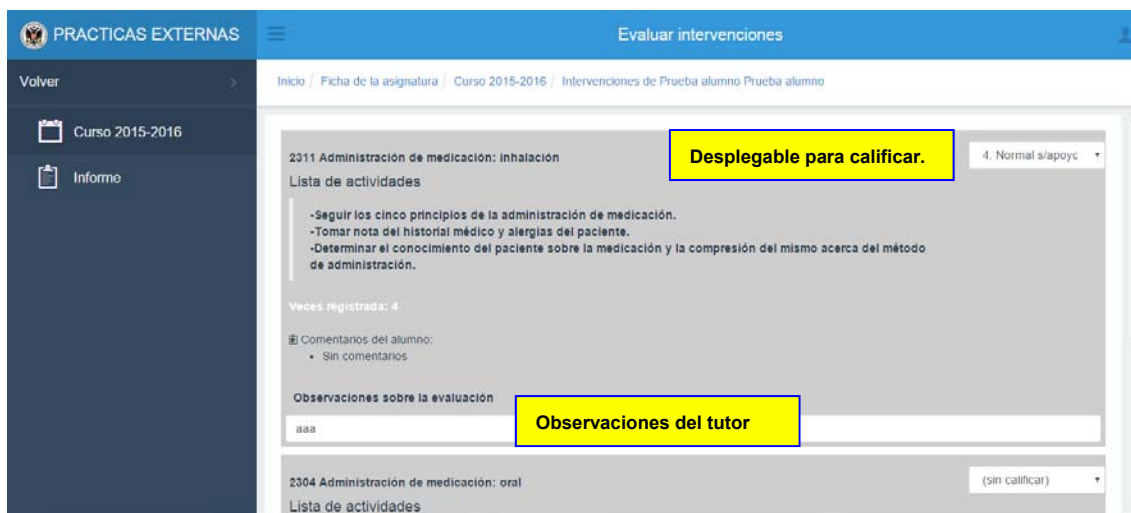 PRACTICAS EXTERNAS
Evaluar intervenciones
Volver
Inicio / Ficha de la asignatura / Curso 2015-2016 / Intervenciones de Prueba alumno Prueba alumno
Curso 2015-2016
Informe
2311 Administración de medicación: inhalación
Desplegable para calificar.
4. Normal s/apoyc
Lista de actividades
-Seguir los cinco principios de la administración de medicación.
-Tomar nota del historial médico y alergias del paciente.
-Determinar el conocimiento del paciente sobre la medicación y la compresión del mismo acerca del método
de administración.
Veces registrada: 4
Comentarios del alumno:
• Sin comentarios
Observaciones sobre la evaluación
aaa
Observaciones del tutor
2304 Administración de medicación: oral
(sin calificar)
Lista de actividades